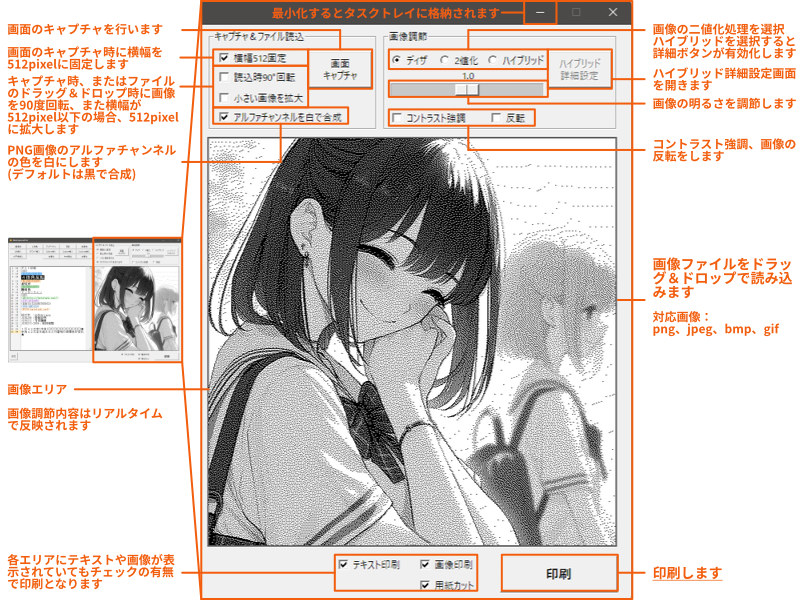 最小化するとタスクトレイに格納されます
画面のキャプチャを行います
画面のキャプチャ時に横幅を
512pixelに固定します
キャプチャ時、またはファイル
のドラッグ＆ドロップ時に画像
を90度回転、また横幅が
512pixel以下の場合、512pixel
に拡大します
PNG画像のアルファチャンネル
の色を白にします
(デフォルトは黒で合成)
画像エリア
画像調節内容はリアルタイム
で反映されます
各エリアにテキストや画像が表
示されていてもチェックの有無
で印刷となります
キャプチャ＆ファイル読込
横幅512固定
読込時90°回転
小さい画像を拡大
アルファチャンネルを白で合成
画面
キャプチャ
画像調節
ディザ
2値化
ハイブリッド
1.0
コントラスト強調
反転
ハイブリッド
詳細設定
テキスト印刷
画像印刷
用紙カット
印刷
画像の二値化処理を選択
ハイブリッドを選択すると
詳細ボタンが有効化します
ハイブリッド詳細設定画面
を開きます
画像の明るさを調節します
コントラスト強調、画像の
反転をします
画像ファイルをドラッ
グ＆ドロップで読み込
みます
対応画像：
png、jpeg、bmp、gif
印刷します